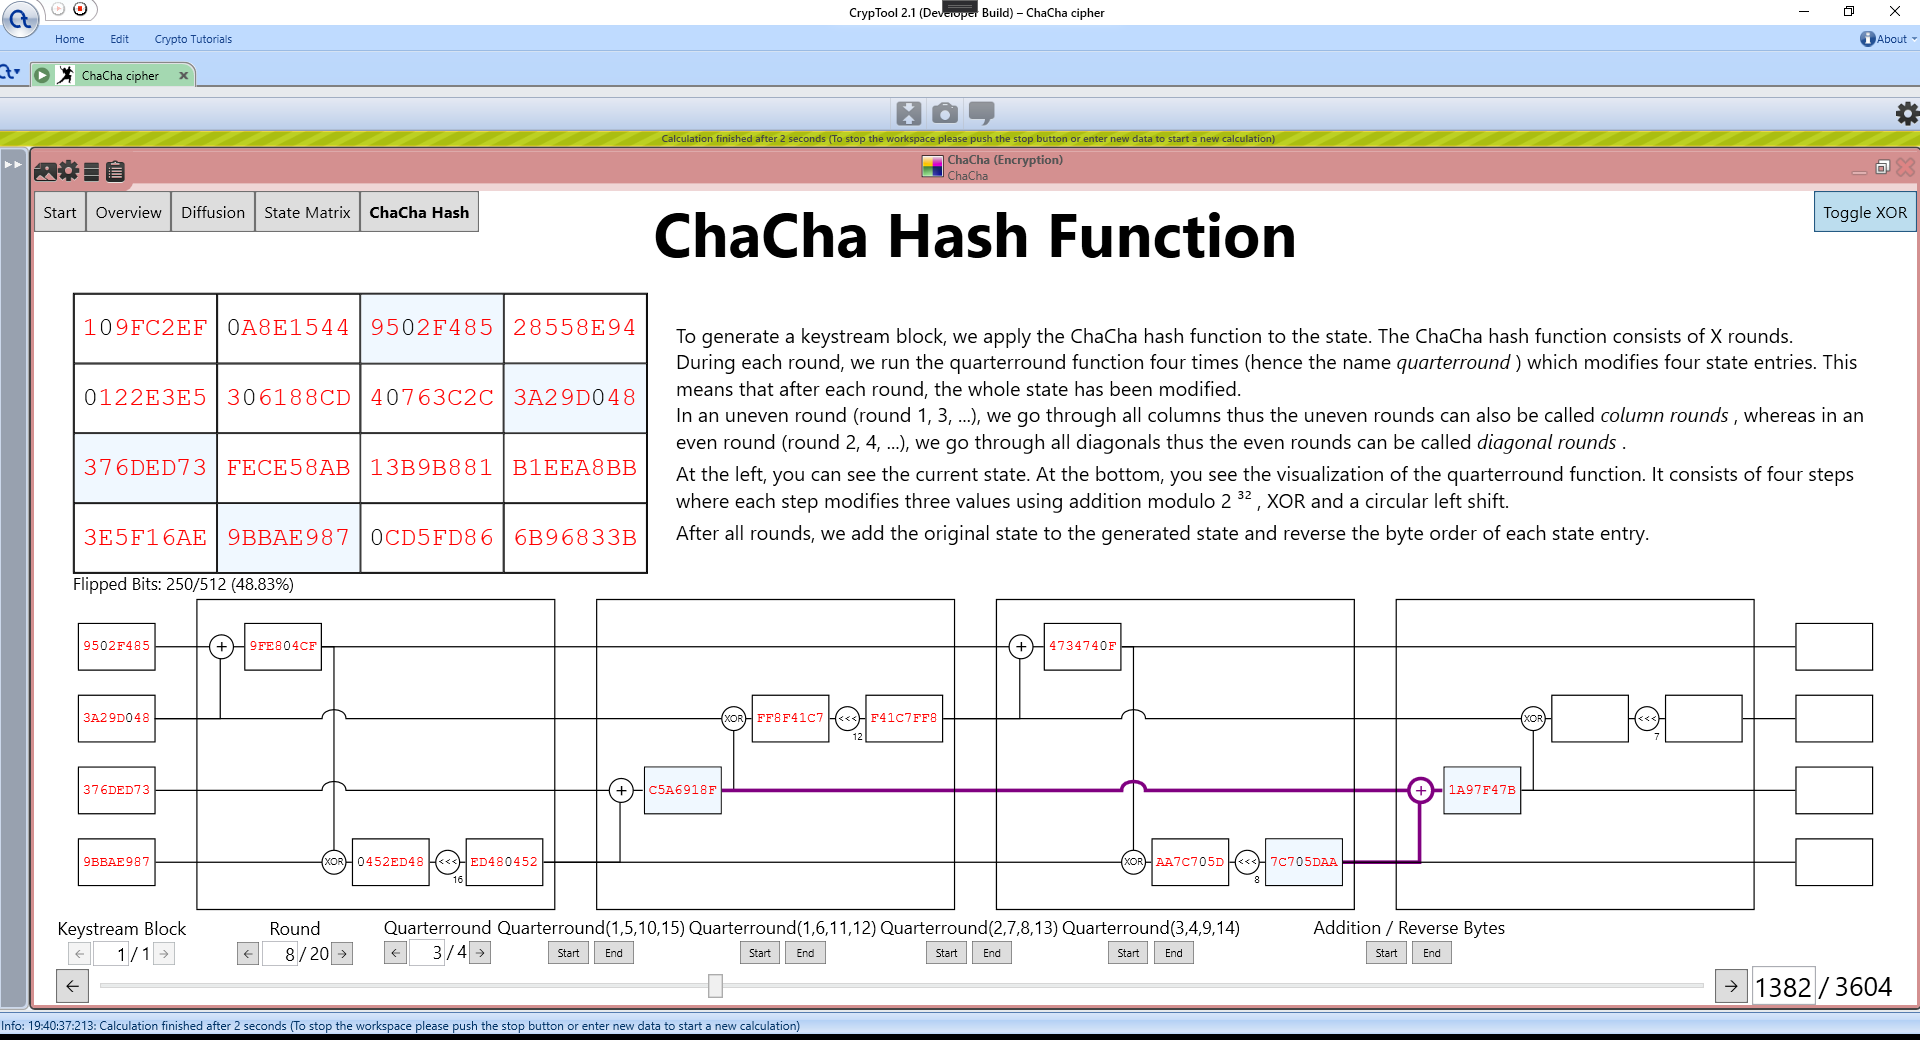 CrypTool 2.1 (Developer Build) – ChaCha cipher
Home Edit Crypto Tutorials
About
ChaCha cipher
Calculation finished after 2 seconds (To stop the workspace please push the stop button or enter new data to start a new calculation)
ChaCha (Encryption)
ChaCha
Start Overview Diffusion State Matrix ChaCha Hash
Toggle XOR
ChaCha Hash Function
109FC2EF 0A8E1544 9502F485 28558E94
0122E3E5 306188CD 40763C2C 3A29D048
376DED73 FECE58AB 13B9B881 B1EEA8BB
3E5F16AE 9BBAE987 0CD5FD86 6B96833B
Flipped Bits: 250/512 (48.83%)
To generate a keystream block, we apply the ChaCha hash function to the state. The ChaCha hash function consists of X rounds.
During each round, we run the quarterround function four times (hence the name quarterround ) which modifies four state entries. This
means that after each round, the whole state has been modified.
In an uneven round (round 1, 3, ...), we go through all columns thus the uneven rounds can also be called column rounds , whereas in an
even round (round 2, 4, ...), we go through all diagonals thus the even rounds can be called diagonal rounds .
At the left, you can see the current state. At the bottom, you see the visualization of the quarterround function. It consists of four steps
where each step modifies three values using addition modulo 2 ³² , XOR and a circular left shift.
After all rounds, we add the original state to the generated state and reverse the byte order of each state entry.
9502F485 + 9FE804CF + 4734740F
3A29D048 XOR FF8F41C7 <<< 12 F41C7FF8 XOR <<< 7
376DED73 + C5A6918F + 1A97F47B
9BBAE987 XOR 0452ED48 <<< 16 ED480452 XOR AA7C705D <<< 8 7C705DAA
Keystream Block Round Quarterround Quarterround(1,5,10,15) Quarterround(1,6,11,12) Quarterround(2,7,8,13) Quarterround(3,4,9,14) Addition / Reverse Bytes
← 1 / 1 → ← 8 / 20 → ← 3 / 4 → Start End Start End Start End Start End Start End
← → 1382 / 3604
Info: 19:40:37:213: Calculation finished after 2 seconds (To stop the workspace please push the stop button or enter new data to start a new calculation)